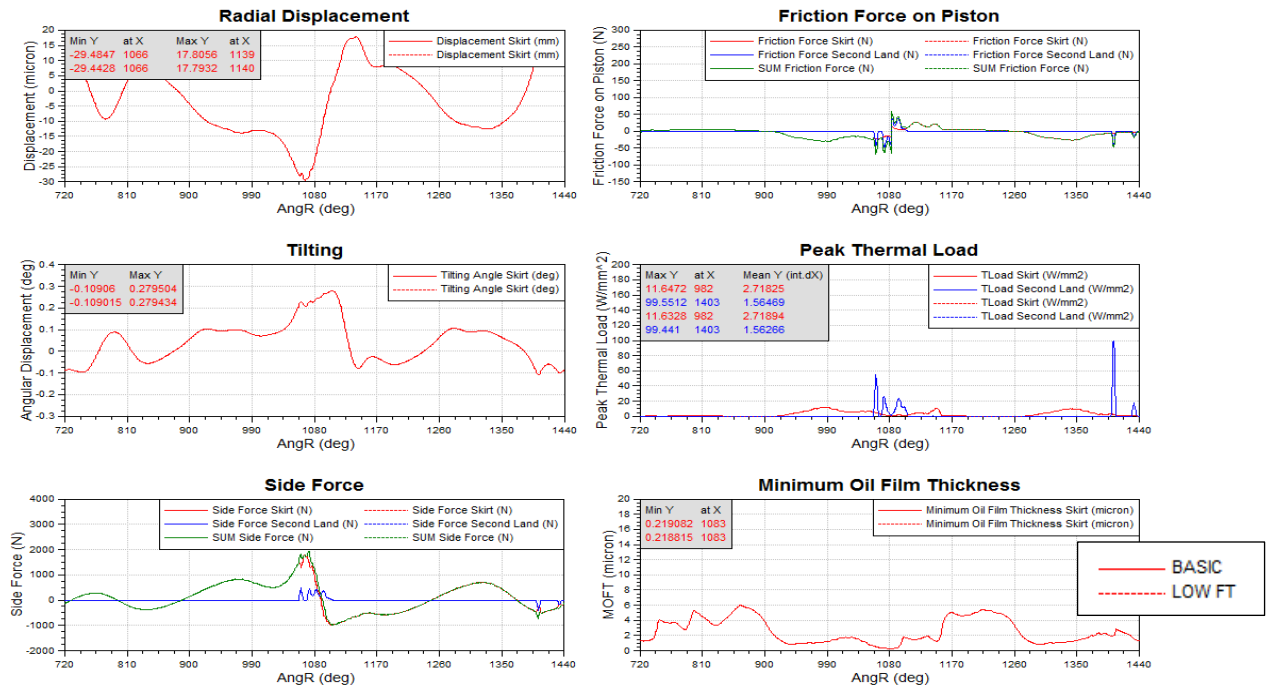 Radial Displacement
Min Y at X Max Y at X
-29.4847 1066 17.8056 1139
-29.4428 1066 17.7932 1140
Displacement Skirt (mm)
Displacement Skirt (mm)
Displacement (micron)
20
15
10
5
0
-5
-10
-15
-20
-25
-30
720 810 900 990 1080 1170 1260 1350 1440
AngR (deg)
Friction Force on Piston
Friction Force Skirt (N) Friction Force Skirt (N)
Friction Force Second Land (N) Friction Force Second Land (N)
SUM Friction Force (N) SUM Friction Force (N)
Friction Force on Piston (N)
300
250
200
150
100
50
0
-50
-100
-150
720 810 900 990 1080 1170 1260 1350 1440
AngR (deg)
Tilting
Min Y Max Y
-0.10906 0.279504
-0.109015 0.279434
Tilting Angle Skirt (deg)
Tilting Angle Skirt (deg)
Angular Displacement (deg)
0.4
0.3
0.2
0.1
0
-0.1
-0.2
-0.3
720 810 900 990 1080 1170 1260 1350 1440
AngR (deg)
Peak Thermal Load
Max Y at X Mean Y (int.dX)
11.6472 982 2.71825
99.5512 1403 1.56469
11.6328 982 2.71894
99.441 1403 1.56266
TLoad Skirt (W/mm2)
TLoad Second Land (W/mm2)
TLoad Skirt (W/mm2)
TLoad Second Land (W/mm2)
Peak Thermal Load (W/mm^2)
200
180
160
140
120
100
80
60
40
20
0
720 810 900 990 1080 1170 1260 1350 1440
AngR (deg)
Side Force
Side Force Skirt (N) Side Force Skirt (N)
Side Force Second Land (N) Side Force Second Land (N)
SUM Side Force (N) SUM Side Force (N)
Side Force (N)
4000
3000
2000
1000
0
-1000
-2000
720 810 900 990 1080 1170 1260 1350 1440
AngR (deg)
Minimum Oil Film Thickness
Min Y at X
0.219082 1083
0.218815 1083
Minimum Oil Film Thickness Skirt (micron)
Minimum Oil Film Thickness Skirt (micron)
MOFT (micron)
20
18
16
14
12
10
8
6
4
2
0
720 810 900 990 1080 1170 1260 1350 1440
AngR (deg)
BASIC
LOW FT